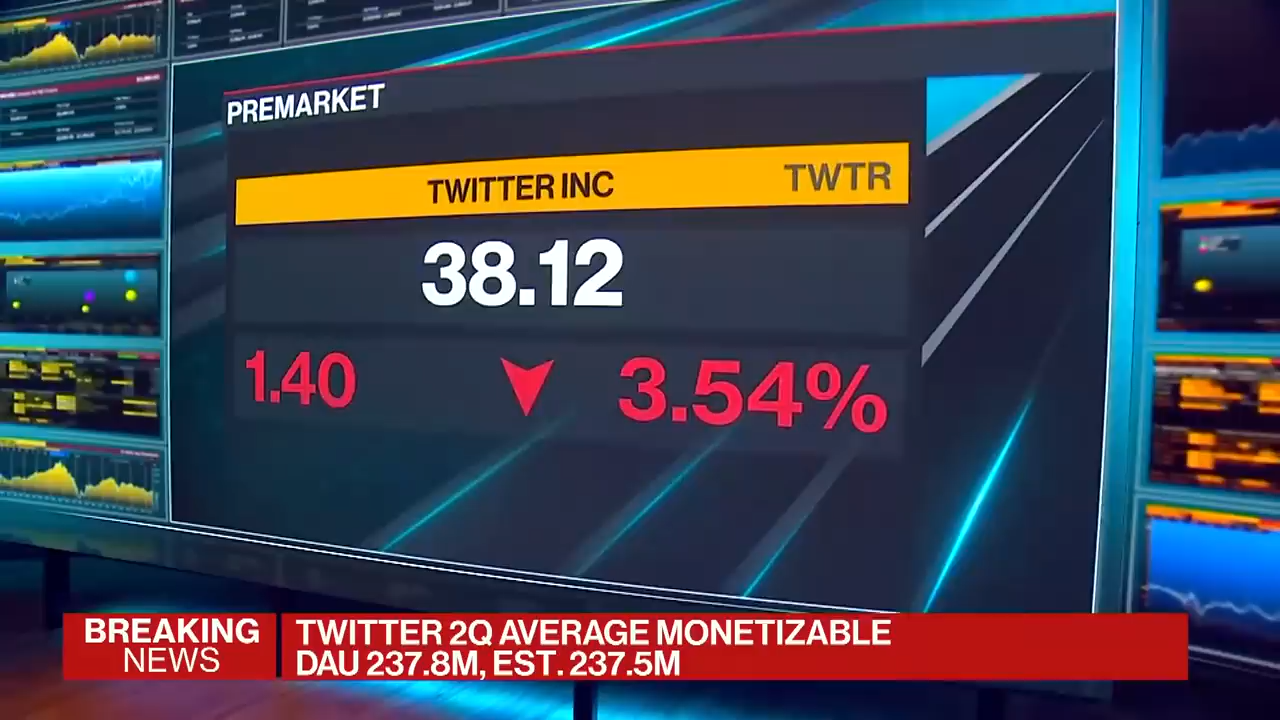 PREMARKET
TWITTER INC TWTR
38.12
1.40 3.54%
BREAKING NEWS
TWITTER 2Q AVERAGE MONETIZABLE
DAU 237.8M, EST. 237.5M